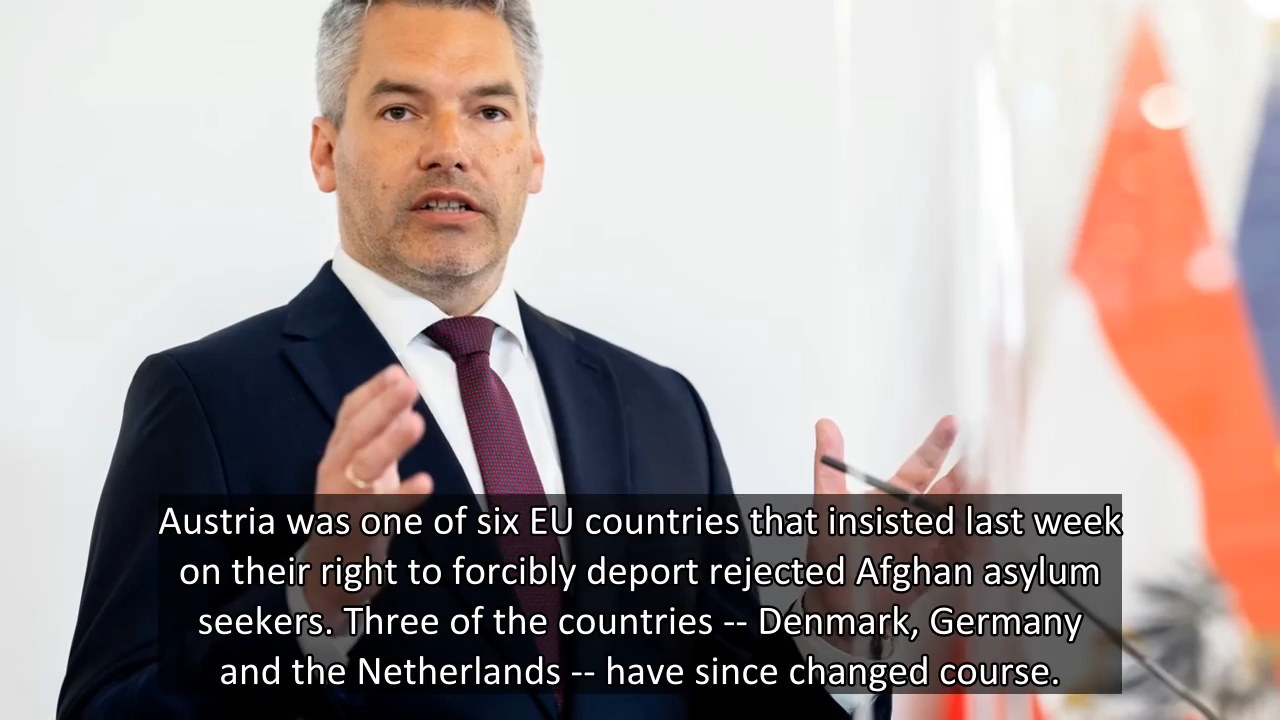 Austria was one of six EU countries that insisted last week
on their right to forcibly deport rejected Afghan asylum
seekers. Three of the countries -- Denmark, Germany
and the Netherlands -- have since changed course.